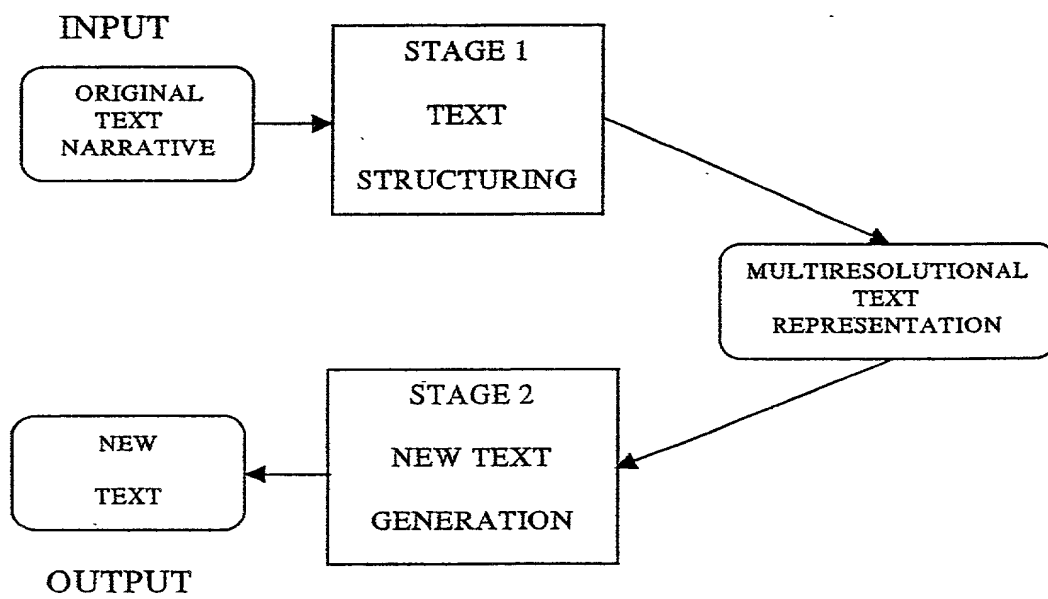 INPUT
ORIGINAL
TEXT
NARRATIVE
STAGE 1
TEXT
STRUCTURING
MULTIRESOLUTIONAL
TEXT
REPRESENTATION
STAGE 2
NEW TEXT
GENERATION
NEW
TEXT
OUTPUT